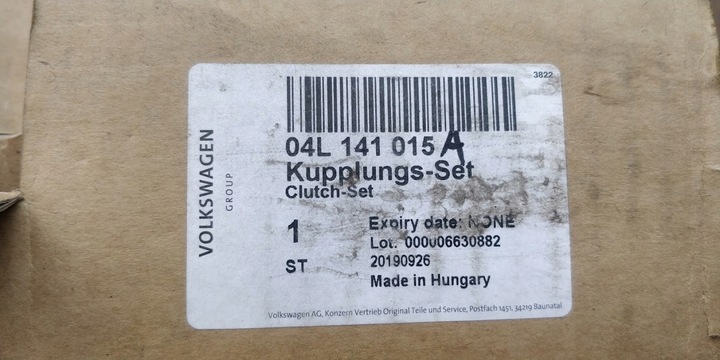 3822
VOLKSWAGEN
GROUP
04L 141 015 A
Kupplungs-Set
Clutch-Set
1
ST
Expiry date: NONE
Lot: 000006630882
20190926
Made in Hungary
Volkswagen AG, Konzern Vertrieb Original Teile und Service, Postfach 1451, 34219 Baunatal